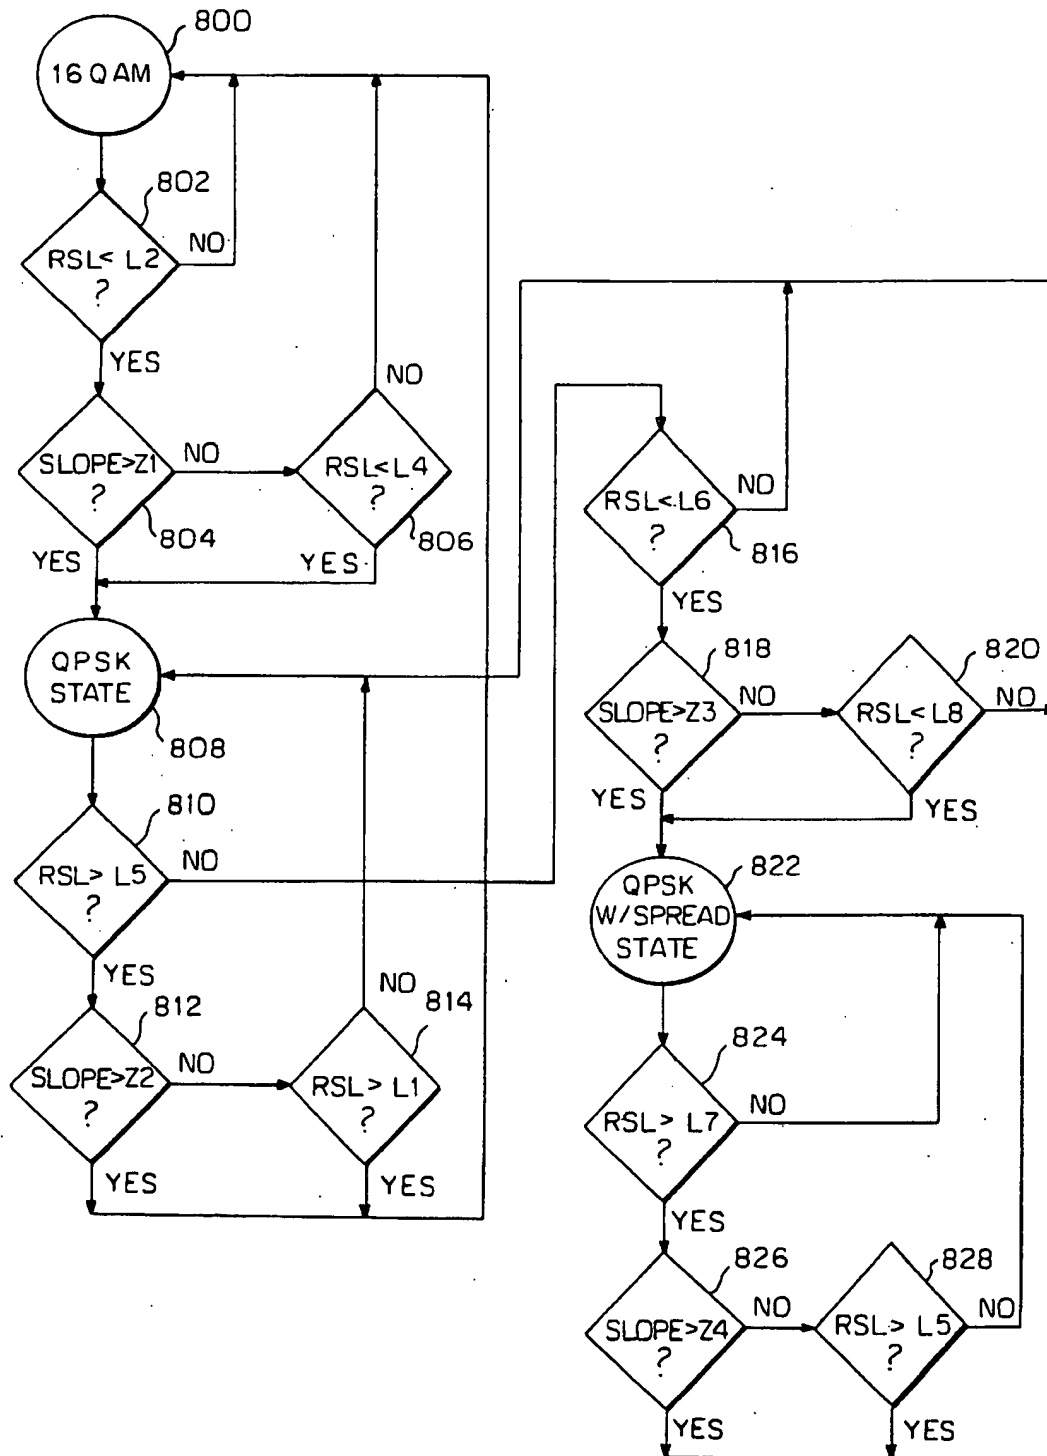 800
16 QAM
802
RSL< L2
?
NO
YES
SLOPE>Z1
?
804
NO
YES
RSL<L4
?
806
NO
YES
QPSK
STATE
808
810
RSL> L5
?
NO
YES
812
SLOPE>Z2
?
NO
YES
814
RSL> L1
?
NO
YES
RSL<L6
?
816
NO
YES
818
SLOPE>Z3
?
NO
YES
820
RSL<L8
?
NO
YES
822
QPSK
W/SPREAD
STATE
824
RSL> L7
?
NO
YES
826
SLOPE>Z4
?
NO
YES
828
RSL> L5
?
NO
YES